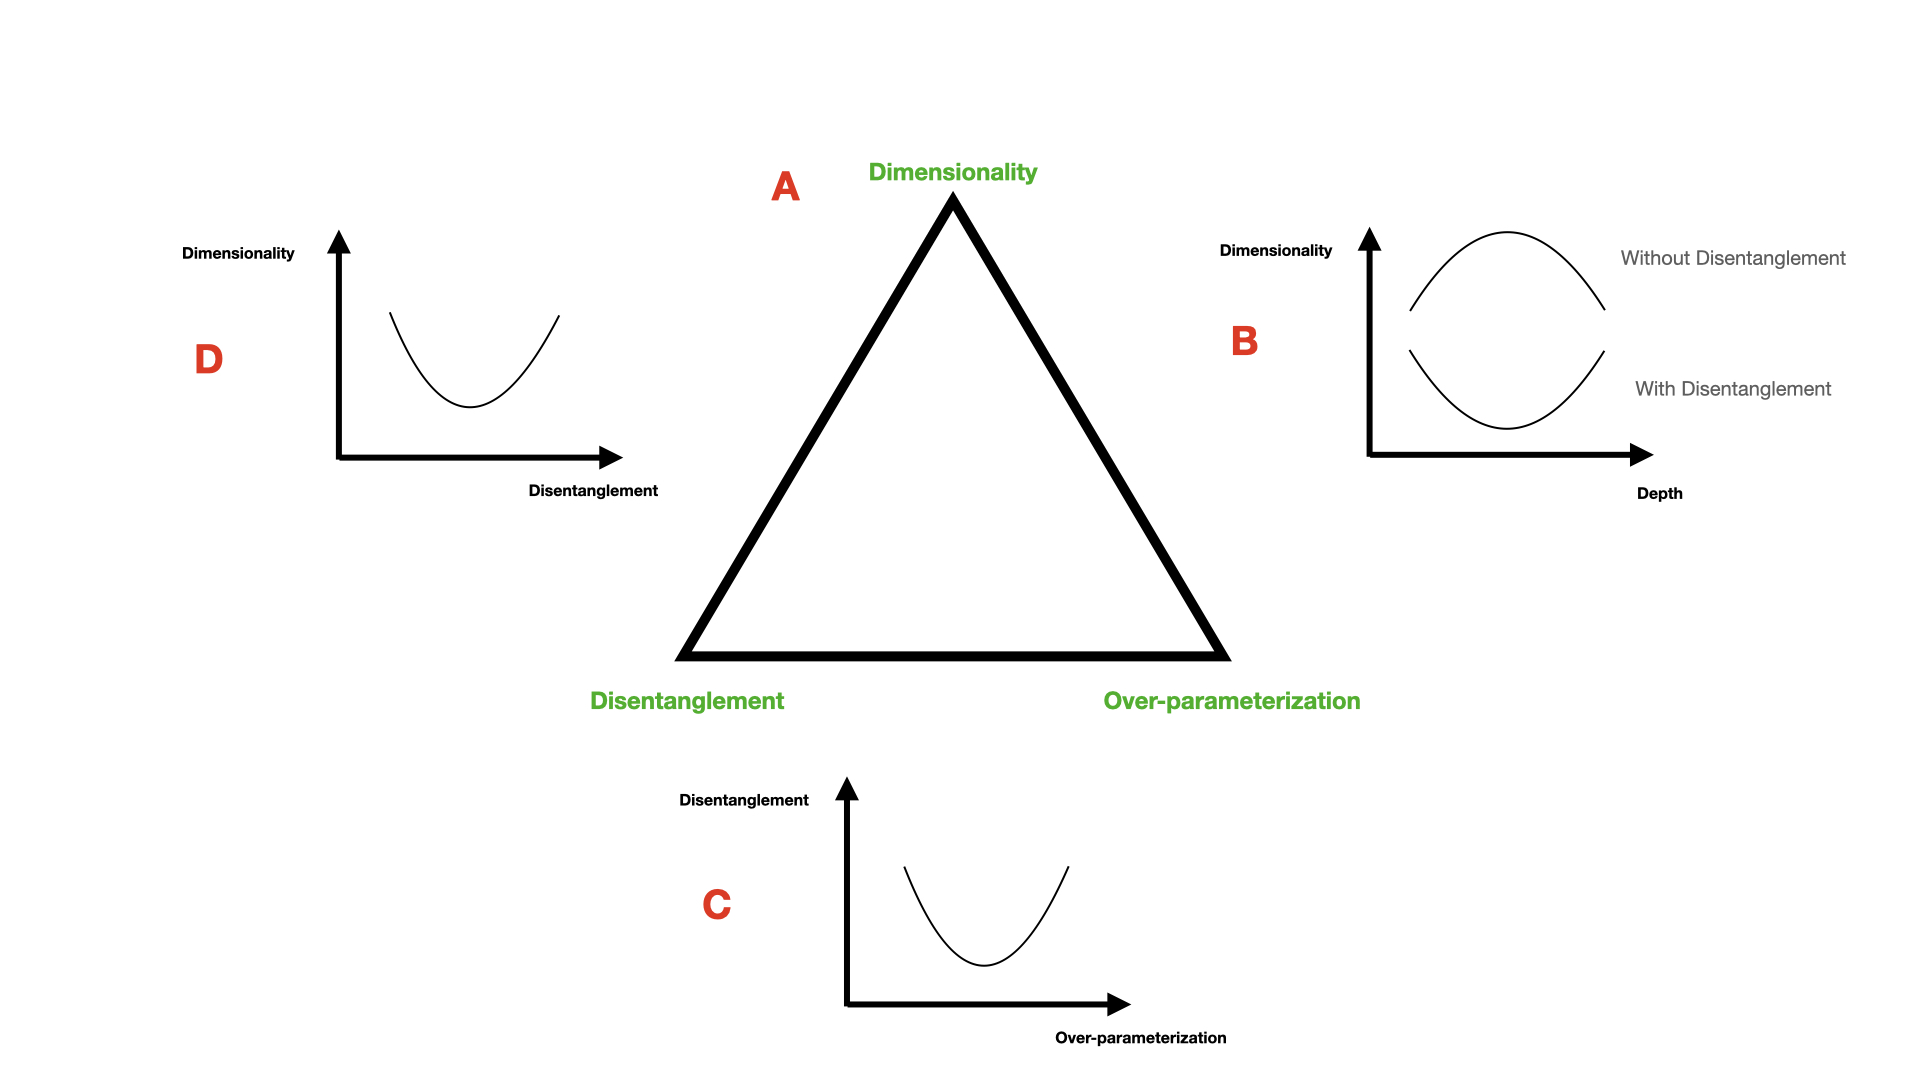 A
Dimensionality
Disentanglement
Over-parameterization
Dimensionality
B
Without Disentanglement
With Disentanglement
Depth
Disentanglement
C
Over-parameterization
Dimensionality
D
Disentanglement